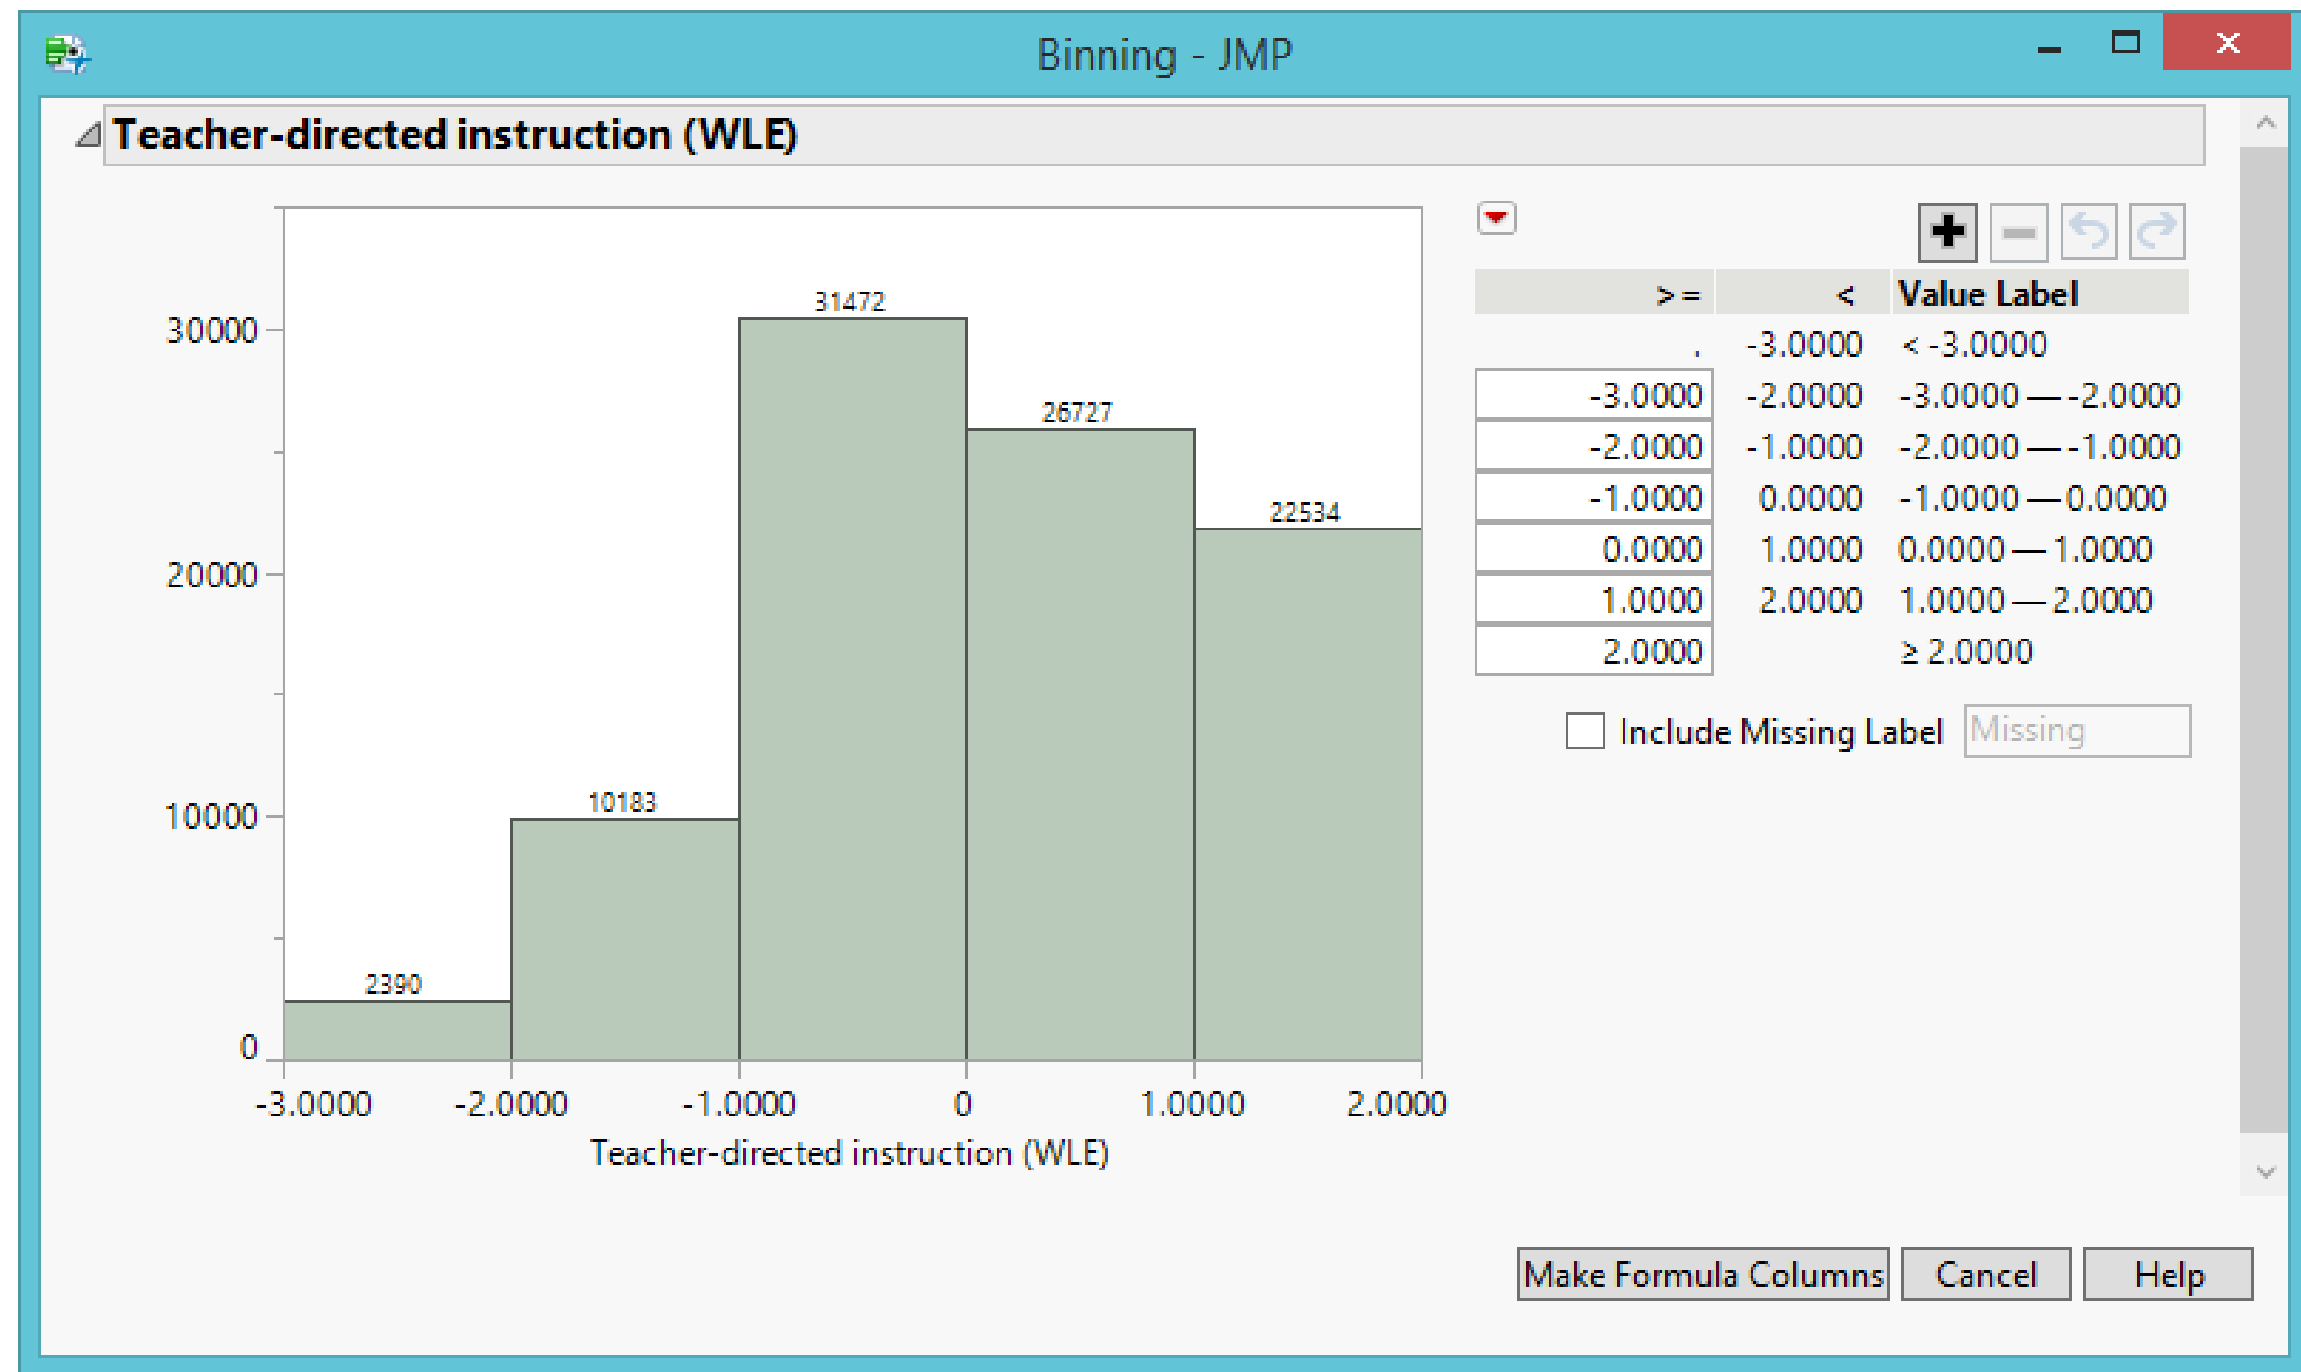 Binning - JMP
Teacher-directed instruction (WLE)
30000
20000
10000
0
31472
26727
22534
10183
2390
-3.0000 -2.0000 -1.0000 0 1.0000 2.0000
Teacher-directed instruction (WLE)
>= < Value Label
. -3.0000 < -3.0000
-3.0000 -2.0000 -3.0000 — -2.0000
-2.0000 -1.0000 -2.0000 — -1.0000
-1.0000 0.0000 -1.0000 — 0.0000
0.0000 1.0000 0.0000 — 1.0000
1.0000 2.0000 1.0000 — 2.0000
2.0000 ≥ 2.0000
Include Missing Label Missing
Make Formula Columns Cancel Help